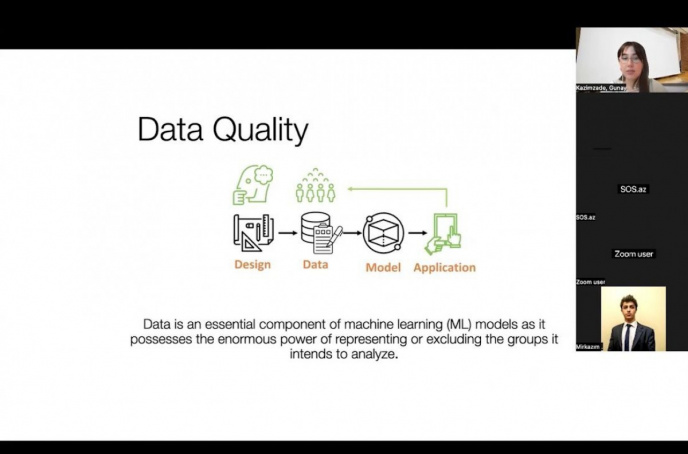 Data Quality
Design
Data
Model
Application
Data is an essential component of machine learning (ML) models as it
possesses the enormous power of representing or excluding the groups it
intends to analyze.
Kazimzade, Gunay
SOS.az
SOS.az
Zoom user
Zoom user
Mirkazım